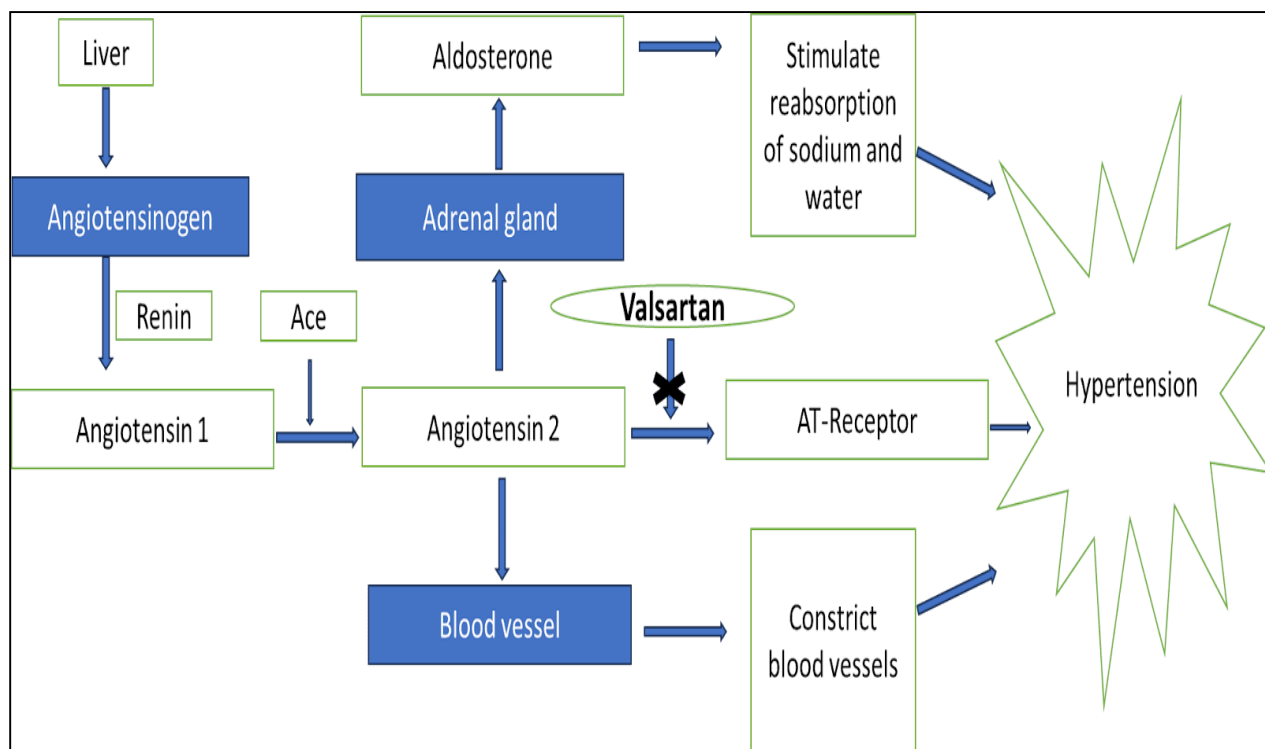 Liver
Aldosterone
Stimulate
reabsorption
of sodium and
water
Angiotensinogen
Adrenal gland
Renin
Ace
Valsartan
Hypertension
Angiotensin 1
Angiotensin 2
AT-Receptor
Blood vessel
Constrict
blood vessels